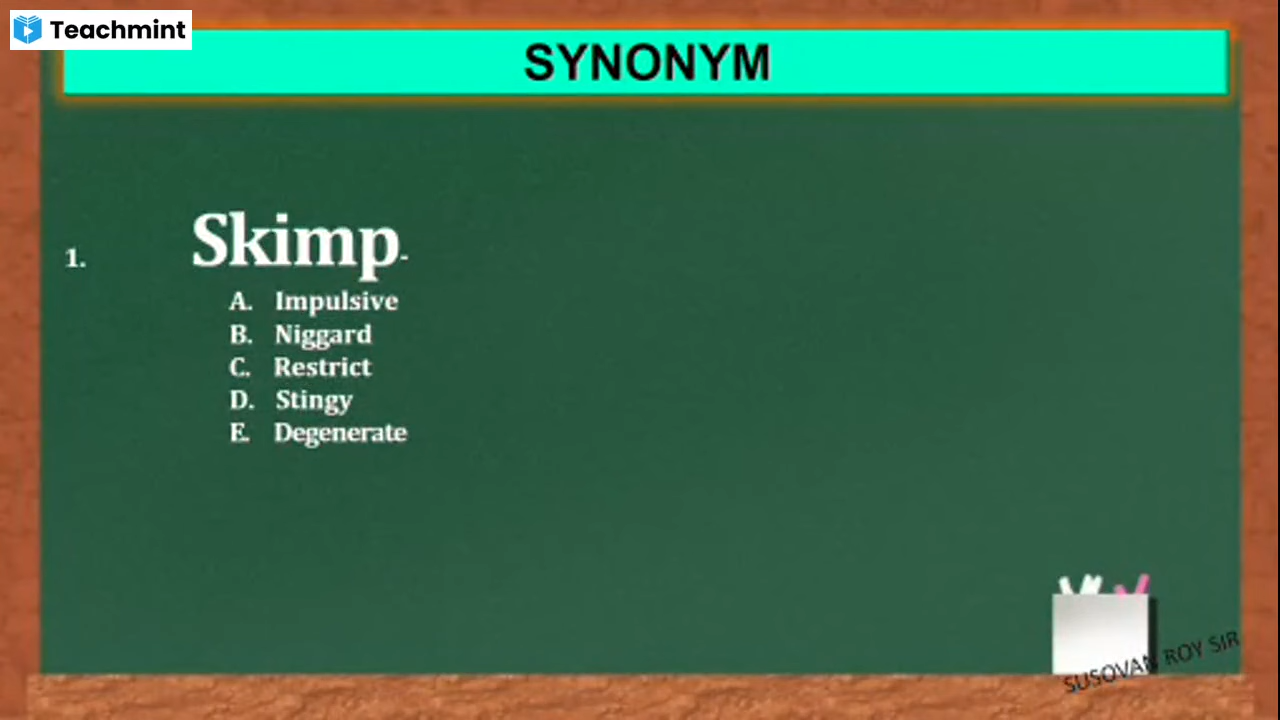 Teachmint
SYNONYM
1. Skimp-
A. Impulsive
B. Niggard
C. Restrict
D. Stingy
E. Degenerate
SUSOVAN ROY SIR